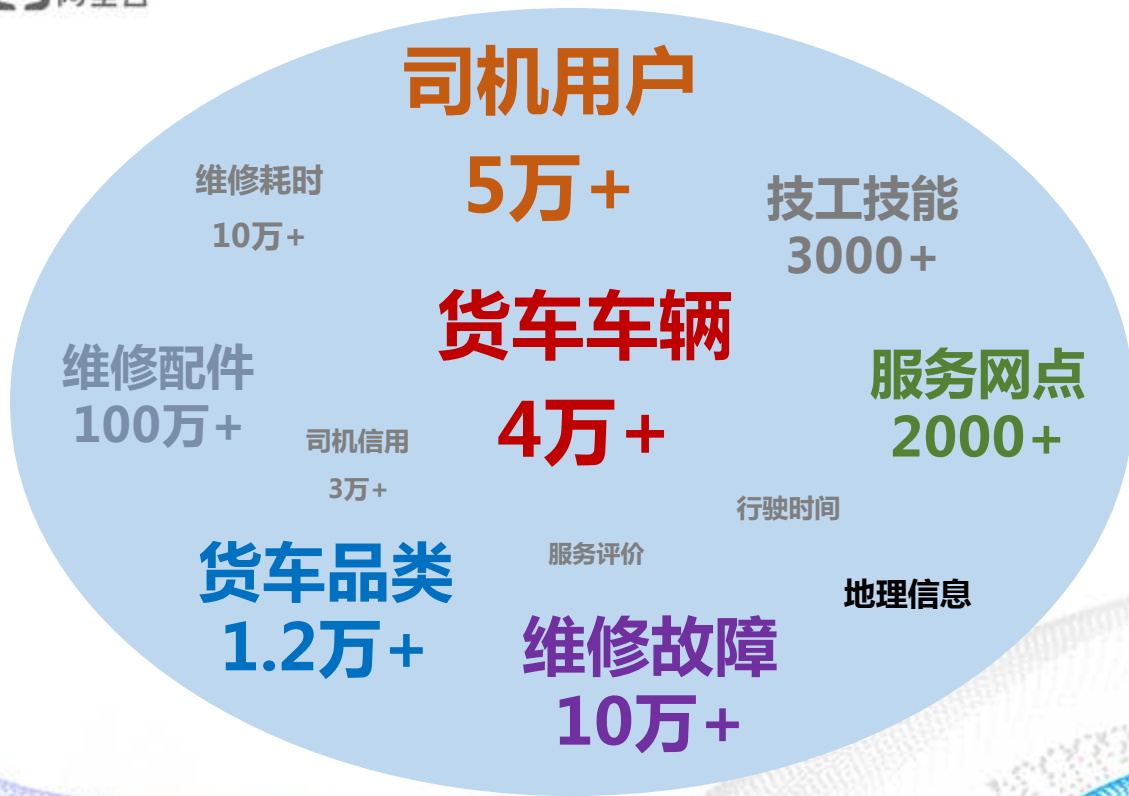 司机用户
5万+
维修耗时
10万+
技工技能
3000+
货车车辆
4万+
维修配件
100万+
服务网点
2000+
司机信用
3万+
行驶时间
服务评价
货车品类
1.2万+
地理信息
维修故障
10万+